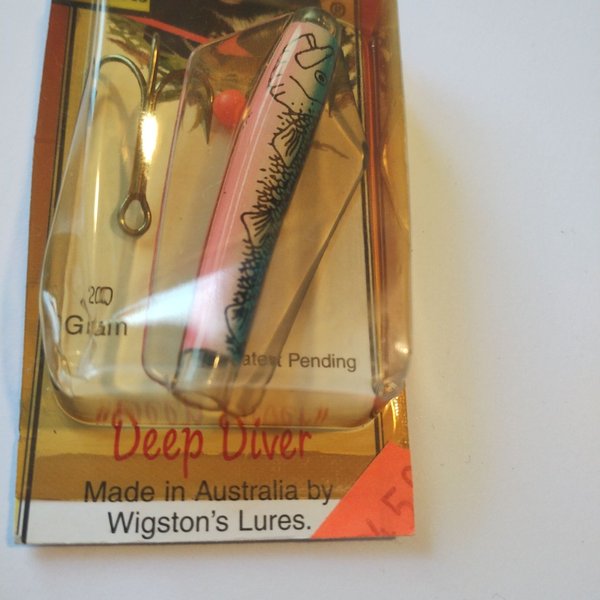 ®
20
Gram
Patent Pending
"Deep Diver"
Made in Australia by
Wigston's Lures.